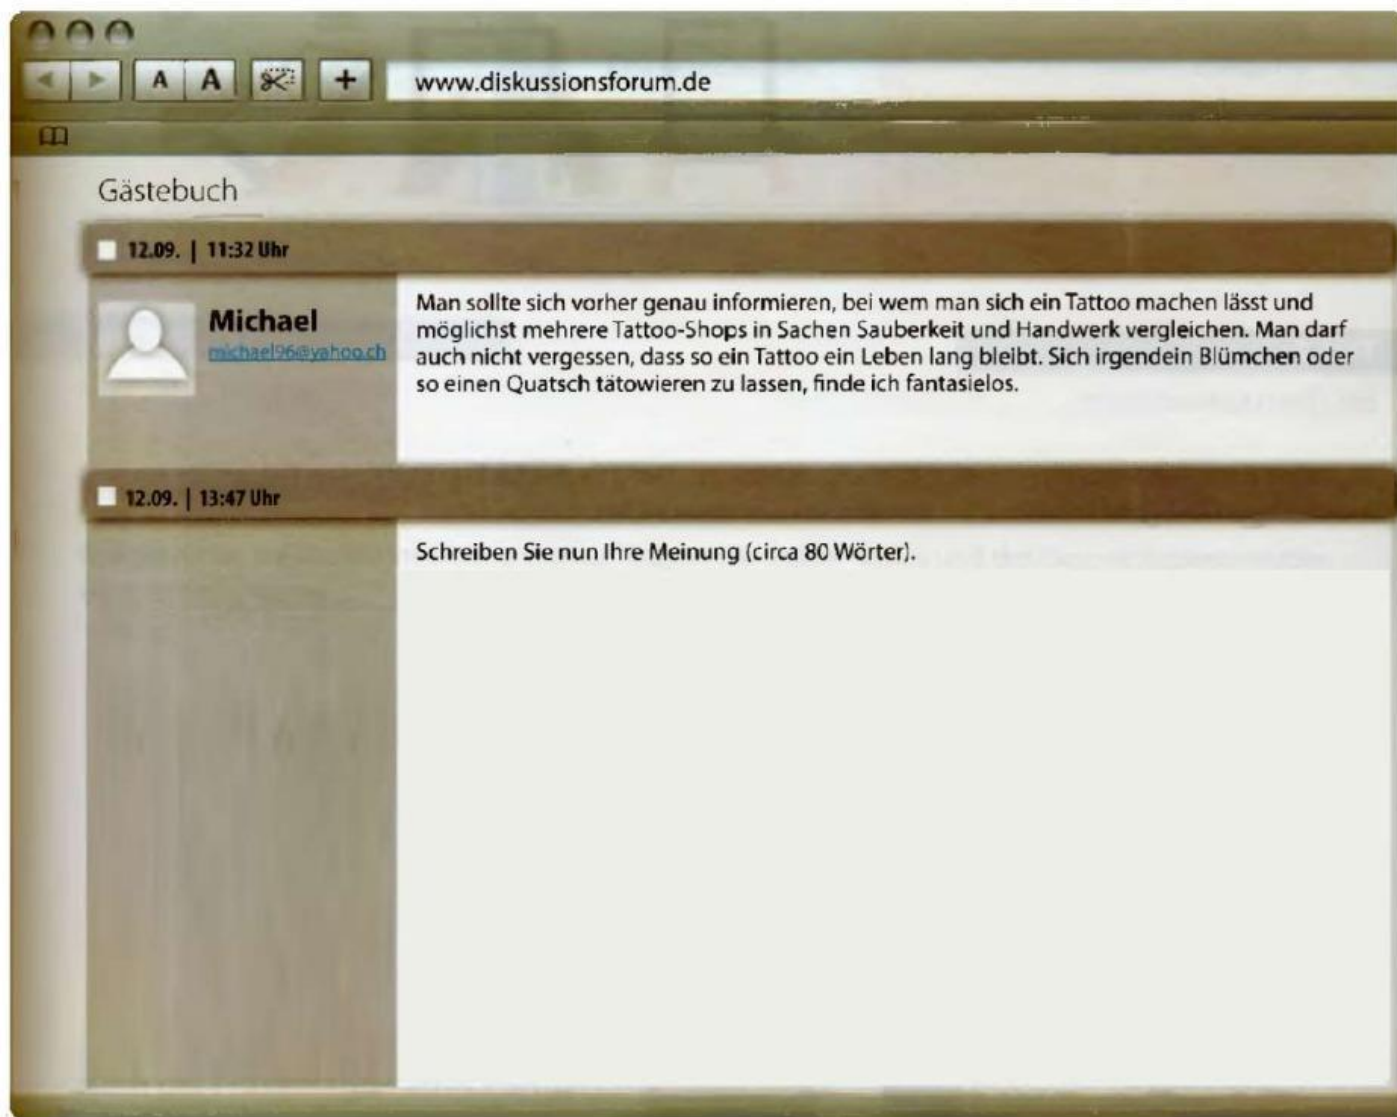 A A +
www.diskussionsforum.de
Gästebuch
12.09. | 11:32 Uhr
Michael
michael96@yahoo.ch
Man sollte sich vorher genau informieren, bei wem man sich ein Tattoo machen lässt und
möglichst mehrere Tattoo-Shops in Sachen Sauberkeit und Handwerk vergleichen. Man darf
auch nicht vergessen, dass so ein Tattoo ein Leben lang bleibt. Sich irgendein Blümchen oder
so einen Quatsch tätowieren zu lassen, finde ich fantasielos.
12.09. | 13:47 Uhr
Schreiben Sie nun Ihre Meinung (circa 80 Wörter).